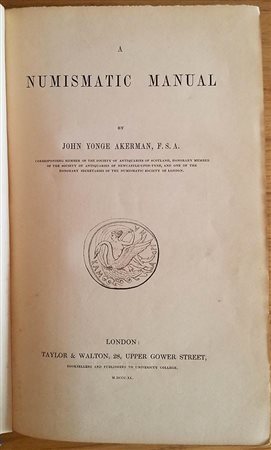 A
NUMISMATIC MANUAL
BY
JOHN YONGE AKERMAN, F. S. A.
CORRESPONDING MEMBER OF THE SOCIETY OF ANTIQUARIES OF SCOTLAND, HONORARY MEMBER
OF THE SOCIETY OF ANTIQUARIES OF NEWCASTLE-UPON-TYNE, AND ONE OF THE
HONORARY SECRETARIES OF THE NUMISMATIC SOCIETY OF LONDON.
LONDON:
TAYLOR & WALTON, 28, UPPER GOWER STREET,
BOOKSELLERS AND PUBLISHERS TO UNIVERSITY COLLEGE.
M.DCCC.XL.